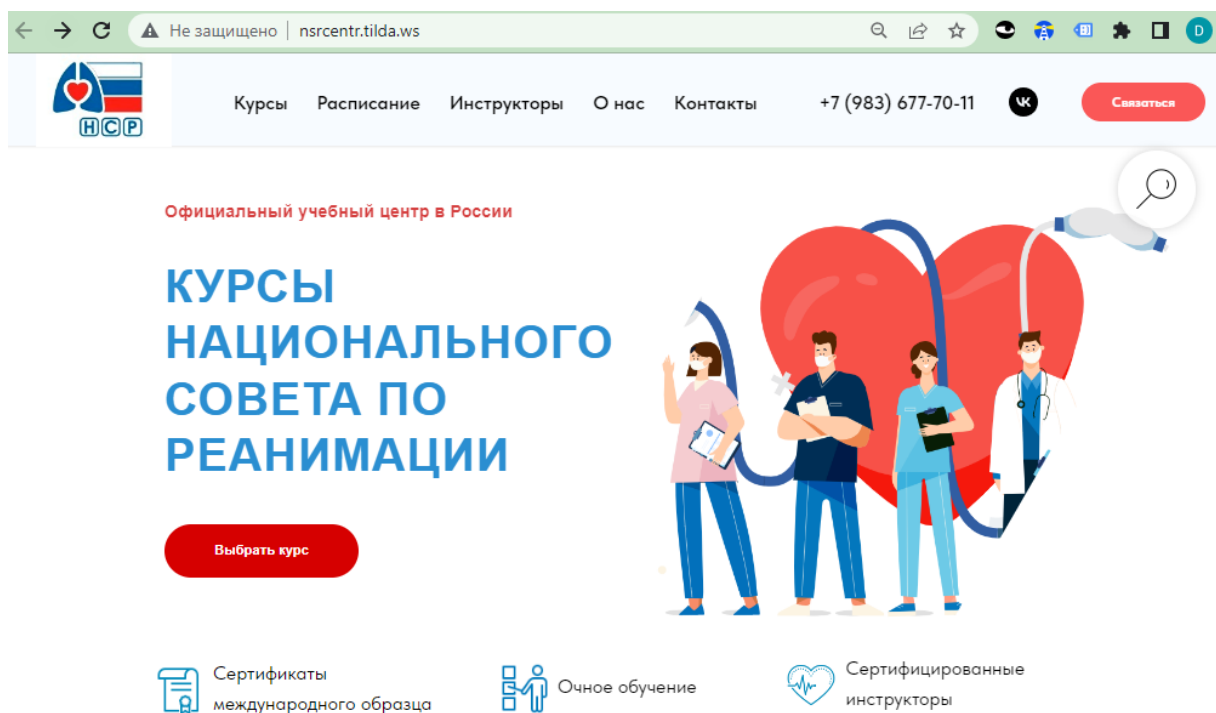 Не защищено
nsrcentr.tilda.ws
D
НСР
Курсы
Расписание
Инструкторы
О нас
Контакты
+7 (983) 677-70-11
Связаться
Официальный учебный центр в России
КУРСЫ
НАЦИОНАЛЬНОГО
СОВЕТА ПО
РЕАНИМАЦИИ
Выбрать курс
Сертификаты
международного образца
Очное обучение
Сертифицированные
инструкторы